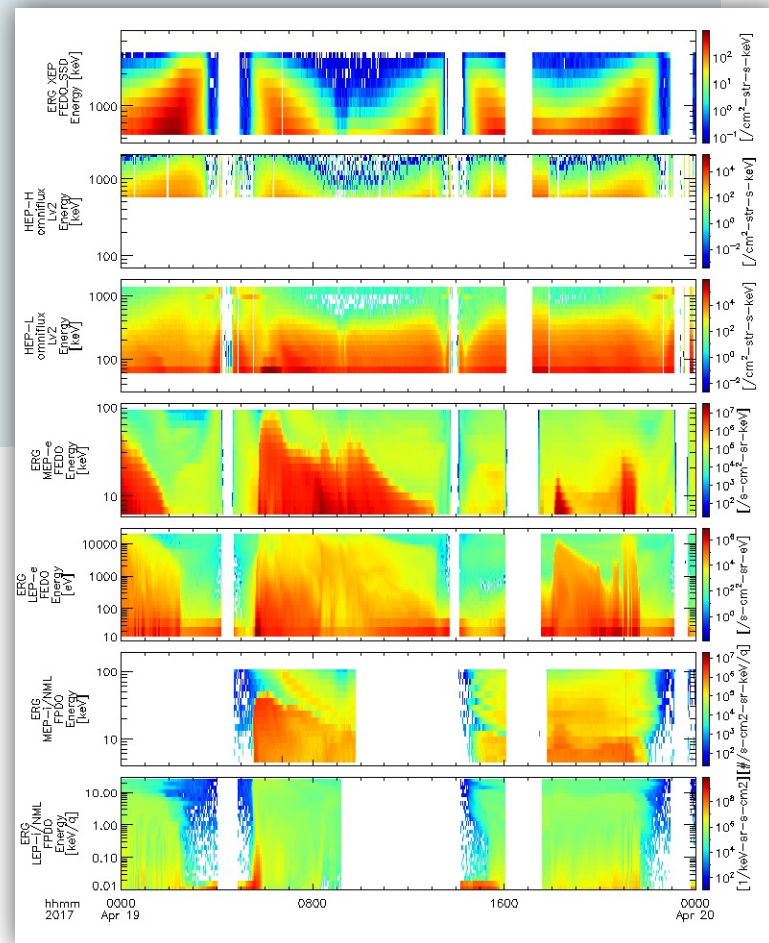 ERG XEP
FEDO_SSD
Energy [keV]
1000
10²
10¹
10⁰
10⁻¹
[/cm²-str-s-keV]
HEP-H
omniflux
Lv2
Energy
[keV]
1000
100
10⁴
10²
10⁰
10⁻²
[/cm²-str-s-keV]
HEP-L
omniflux
Lv2
Energy
[keV]
1000
100
10⁴
10²
10⁰
10⁻²
[/cm²-str-s-keV]
ERG
MEP-e
FEDO
Energy
[keV]
100
10
10⁷
10⁶
10⁵
10⁴
10³
10²
[/s-cm²-sr-keV]
ERG
LEP-e
FEDO
Energy
[eV]
10000
1000
100
10
10⁶
10⁴
10²
10⁰
[/s-cm²-sr-eV]
ERG
MEP-i/NML
FPDO
Energy
[keV]
100
10
10⁷
10⁶
10⁵
10⁴
10³
10²
[#/s-cm2-sr-keV/q]
ERG
LEP-i/NML
FPDO
Energy
[keV/q]
10.00
1.00
0.10
0.01
10⁸
10⁶
10⁴
10²
[1/keV-sr-s-cm2]
hhmm 0000 0800 1600 0000
2017 Apr 19 Apr 20